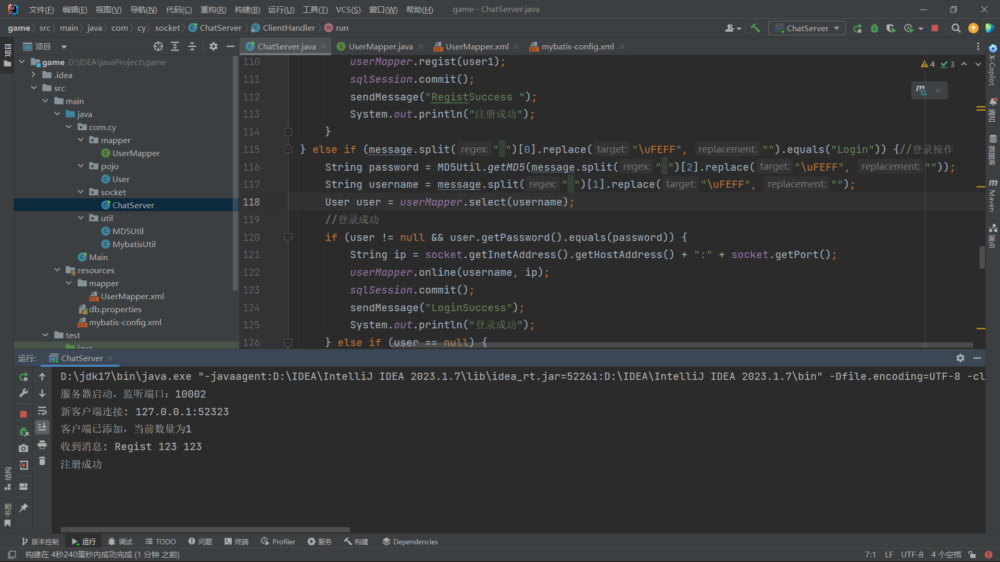 文件(F) 编辑(E) 视图(V) 导航(N) 代码(C) 重构(R) 构建(B) 运行(U) 工具(T) VCS(S) 窗口(W) 帮助(H) game - ChatServer.java
game src main java com cy socket ChatServer ClientHandler m run ChatServer
项目 ChatServer.java UserMapper.java UserMapper.xml mybatis-config.xml
game D:\IDEA\javaProject\game
.idea
src
main
java
com.cy
mapper
UserMapper
pojo
User
socket
ChatServer
util
MD5Util
MybatisUtil
Main
resources
mapper
UserMapper.xml
db.properties
mybatis-config.xml
test
java
4 3
110 userMapper.regist(user1);
111 sqlSession.commit();
112 sendMessage("RegistSuccess ");
113 System.out.println("注册成功");
114 }
115 } else if (message.split( regex: " ")[0].replace( target: "\uFEFF", replacement: "").equals("Login")) {//登录操作
116 String password = MD5Util.getMD5(message.split( regex: " ")[2].replace( target: "\uFEFF", replacement: ""));
117 String username = message.split( regex: " ")[1].replace( target: "\uFEFF", replacement: "");
118 User user = userMapper.select(username);
119 //登录成功
120 if (user != null && user.getPassword().equals(password)) {
121 String ip = socket.getInetAddress().getHostAddress() + ":" + socket.getPort();
122 userMapper.online(username, ip);
123 sqlSession.commit();
124 sendMessage("LoginSuccess");
125 System.out.println("登录成功");
126 } else if (user == null) {
项目
结构
书签
X-Copilot
通知
数据库
Maven
端点
运行: ChatServer
D:\jdk17\bin\java.exe "-javaagent:D:\IDEA\IntelliJ IDEA 2023.1.7\lib\idea_rt.jar=52261:D:\IDEA\IntelliJ IDEA 2023.1.7\bin" -Dfile.encoding=UTF-8 -cl
服务器启动，监听端口：10002
新客户端连接: 127.0.0.1:52323
客户端已添加，当前数量为1
收到消息: Regist 123 123
注册成功
版本控制 运行 调试 TODO 问题 终端 Profiler 服务 构建 Dependencies
构建在 4秒240毫秒内成功完成 (1 分钟 之前) 7:1 LF UTF-8 4 个空格